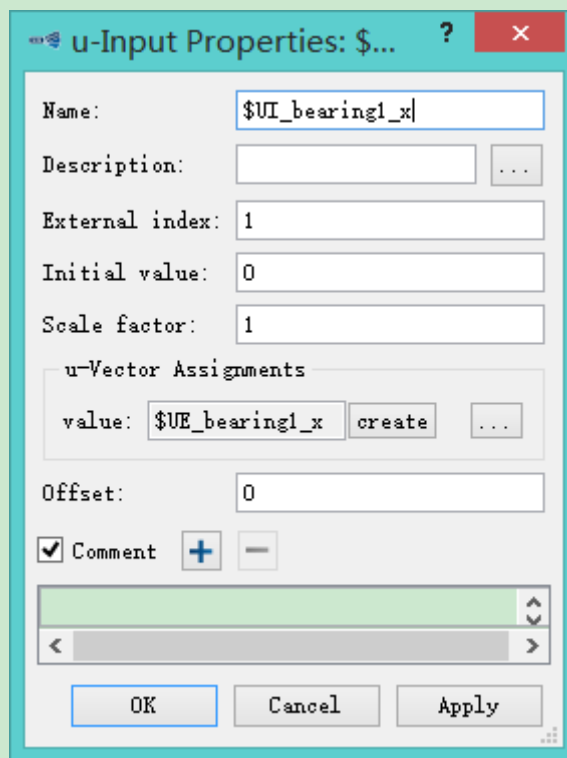 u-Input Properties: $... ? ×
Name: $UI_bearing1_x
Description: ...
External index: 1
Initial value: 0
Scale factor: 1
u-Vector Assignments
value: $UE_bearing1_x create ...
Offset: 0
Comment
OK Cancel Apply